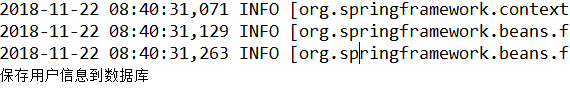 2018-11-22 08:40:31,071 INFO [org.springframework.context
2018-11-22 08:40:31,129 INFO [org.springframework.beans.f
2018-11-22 08:40:31,263 INFO [org.springframework.beans.f
保存用户信息到数据库